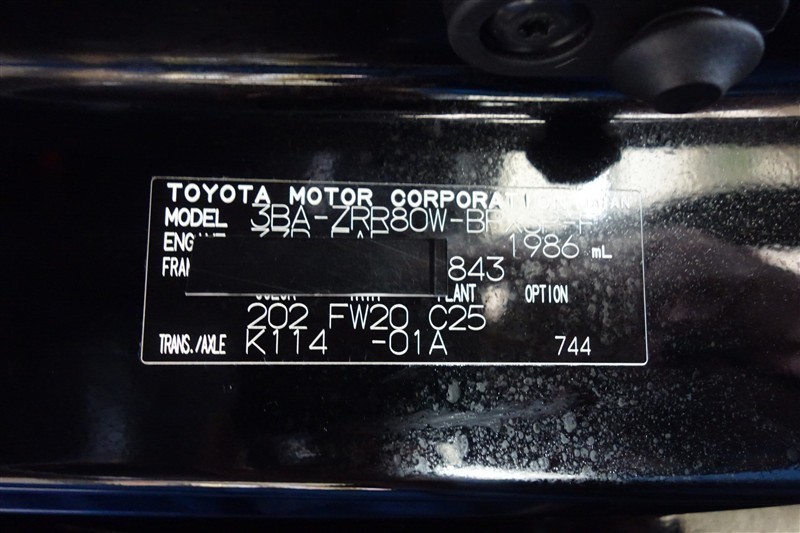 TOYOTA MOTOR CORPORATION JAPAN
MODEL 3BA-ZRR80W-
1986 mL
843
PLANT OPTION
202 FW20 C25
TRANS./AXLE K114 -01A 744